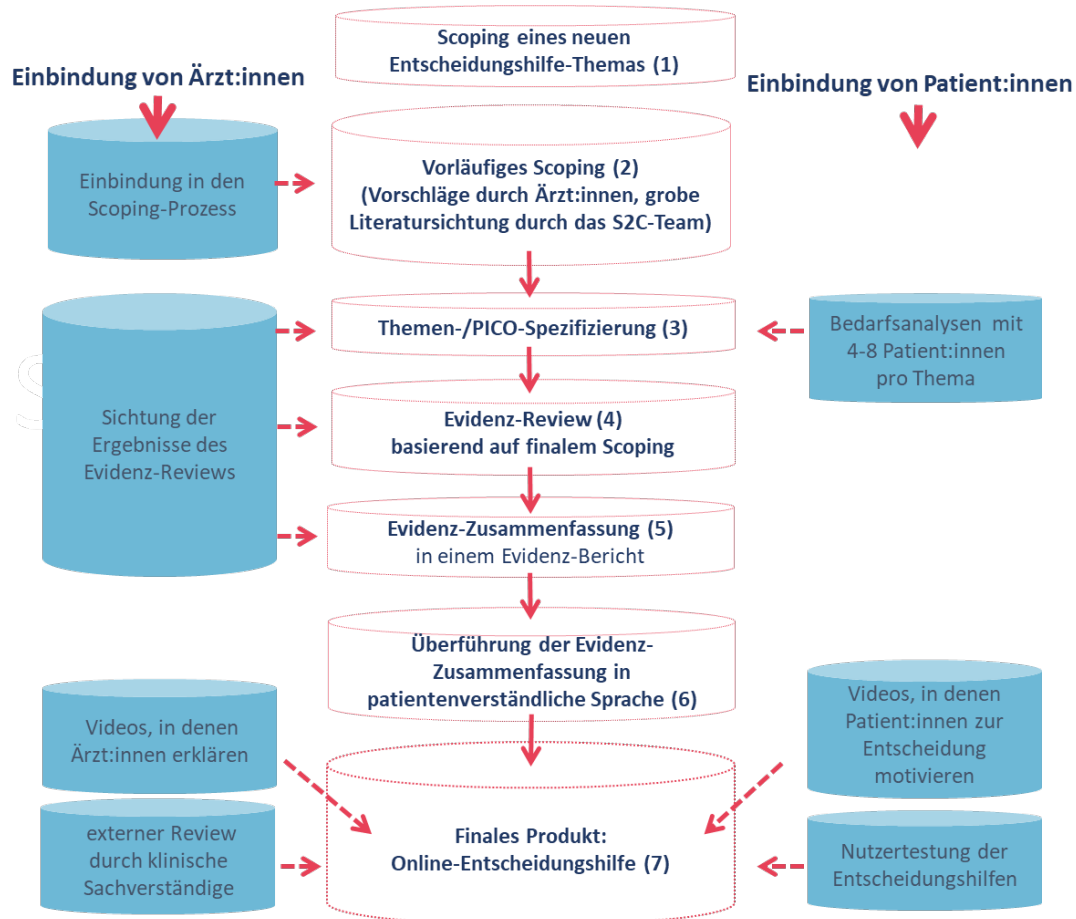 Scoping eines neuen
Entscheidungshilfe-Themas (1)
Einbindung von Ärzt:innen
Einbindung von Patient:innen
Einbindung in den
Scoping-Prozess
Vorläufiges Scoping (2)
(Vorschläge durch Ärzt:innen, grobe
Literatursichtung durch das S2C-Team)
Themen-/PICO-Spezifizierung (3)
Bedarfsanalysen mit
4-8 Patient:innen
pro Thema
Sichtung der
Ergebnisse des
Evidenz-Reviews
Evidenz-Review (4)
basierend auf finalem Scoping
Evidenz-Zusammenfassung (5)
in einem Evidenz-Bericht
Überführung der Evidenz-
Zusammenfassung in
patientenverständliche Sprache (6)
Videos, in denen
Ärzt:innen erklären
Videos, in denen
Patient:innen zur
Entscheidung
motivieren
externer Review
durch klinische
Sachverständige
Finales Produkt:
Online-Entscheidungshilfe (7)
Nutzertestung der
Entscheidungshilfen